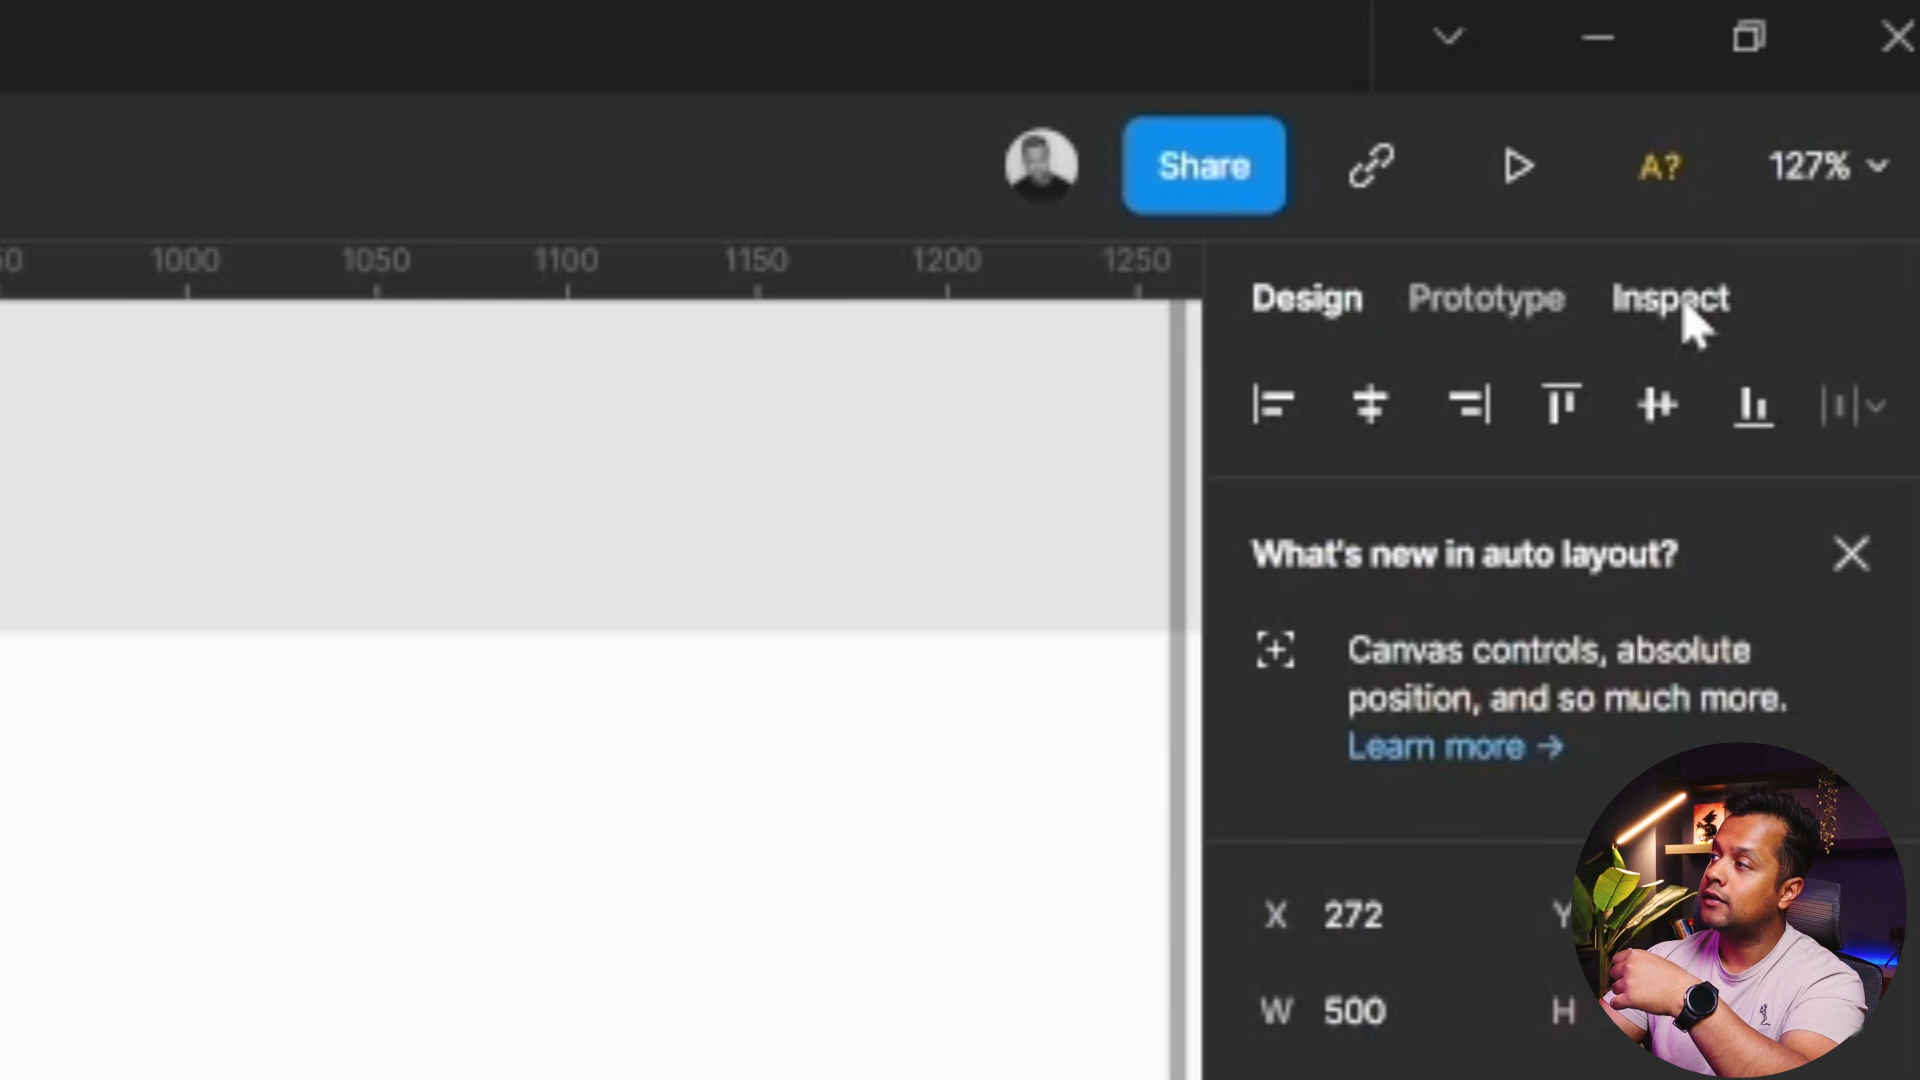 Share
A?
127%
1000 1050 1100 1150 1200 1250
Design Prototype Inspect
What's new in auto layout?
Canvas controls, absolute
position, and so much more.
Learn more →
X 272 Y
W 500 H